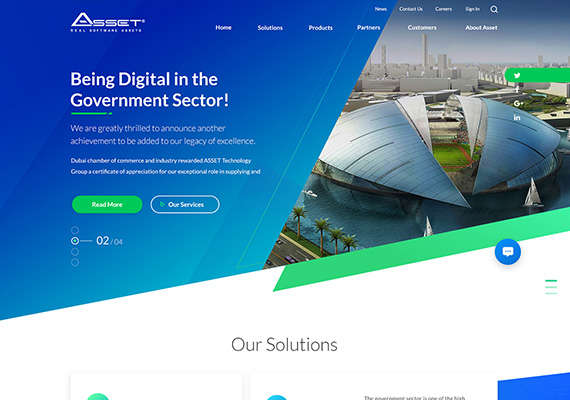 News Contact Us Careers Sign In
ASSET
REAL SOFTWARE ASSETS
Home Solutions Products Partners Customers About Asset
Being Digital in the
Government Sector!
We are greatly thrilled to announce another
achievement to be added to our legacy of excellence.
Dubai chamber of commerce and industry rewarded ASSET Technology
Group a certificate of appreciation for our exceptional role in supplying and
Read More
Our Services
02 / 04
Our Solutions
The government sector is one of the high